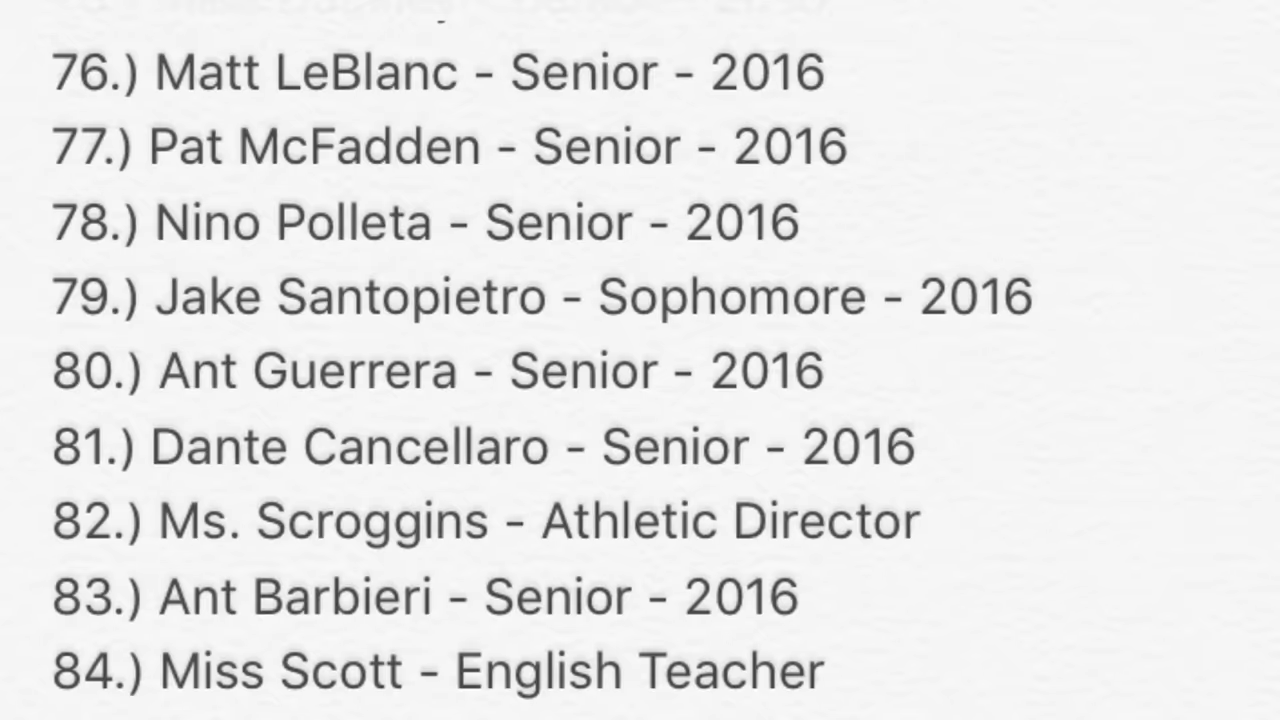 76.) Matt LeBlanc - Senior - 2016
77.) Pat McFadden - Senior - 2016
78.) Nino Polleta - Senior - 2016
79.) Jake Santopietro - Sophomore - 2016
80.) Ant Guerrera - Senior - 2016
81.) Dante Cancellaro - Senior - 2016
82.) Ms. Scroggins - Athletic Director
83.) Ant Barbieri - Senior - 2016
84.) Miss Scott - English Teacher